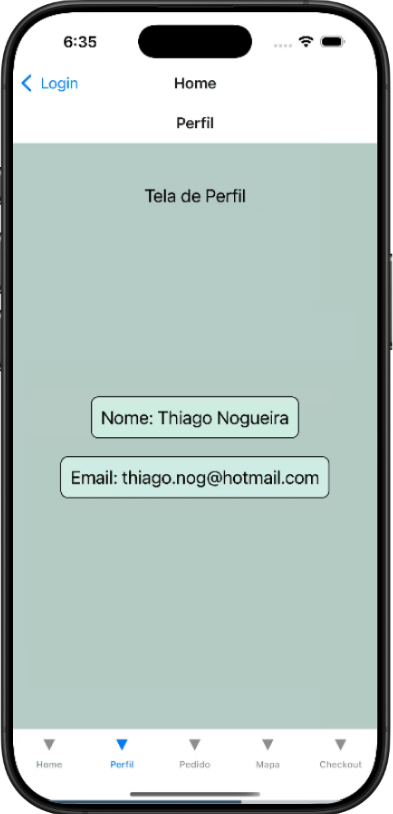 6:35
Login Home
Perfil
Tela de Perfil
Nome: Thiago Nogueira
Email: thiago.nog@hotmail.com
Home Perfil Pedido Mapa Checkout